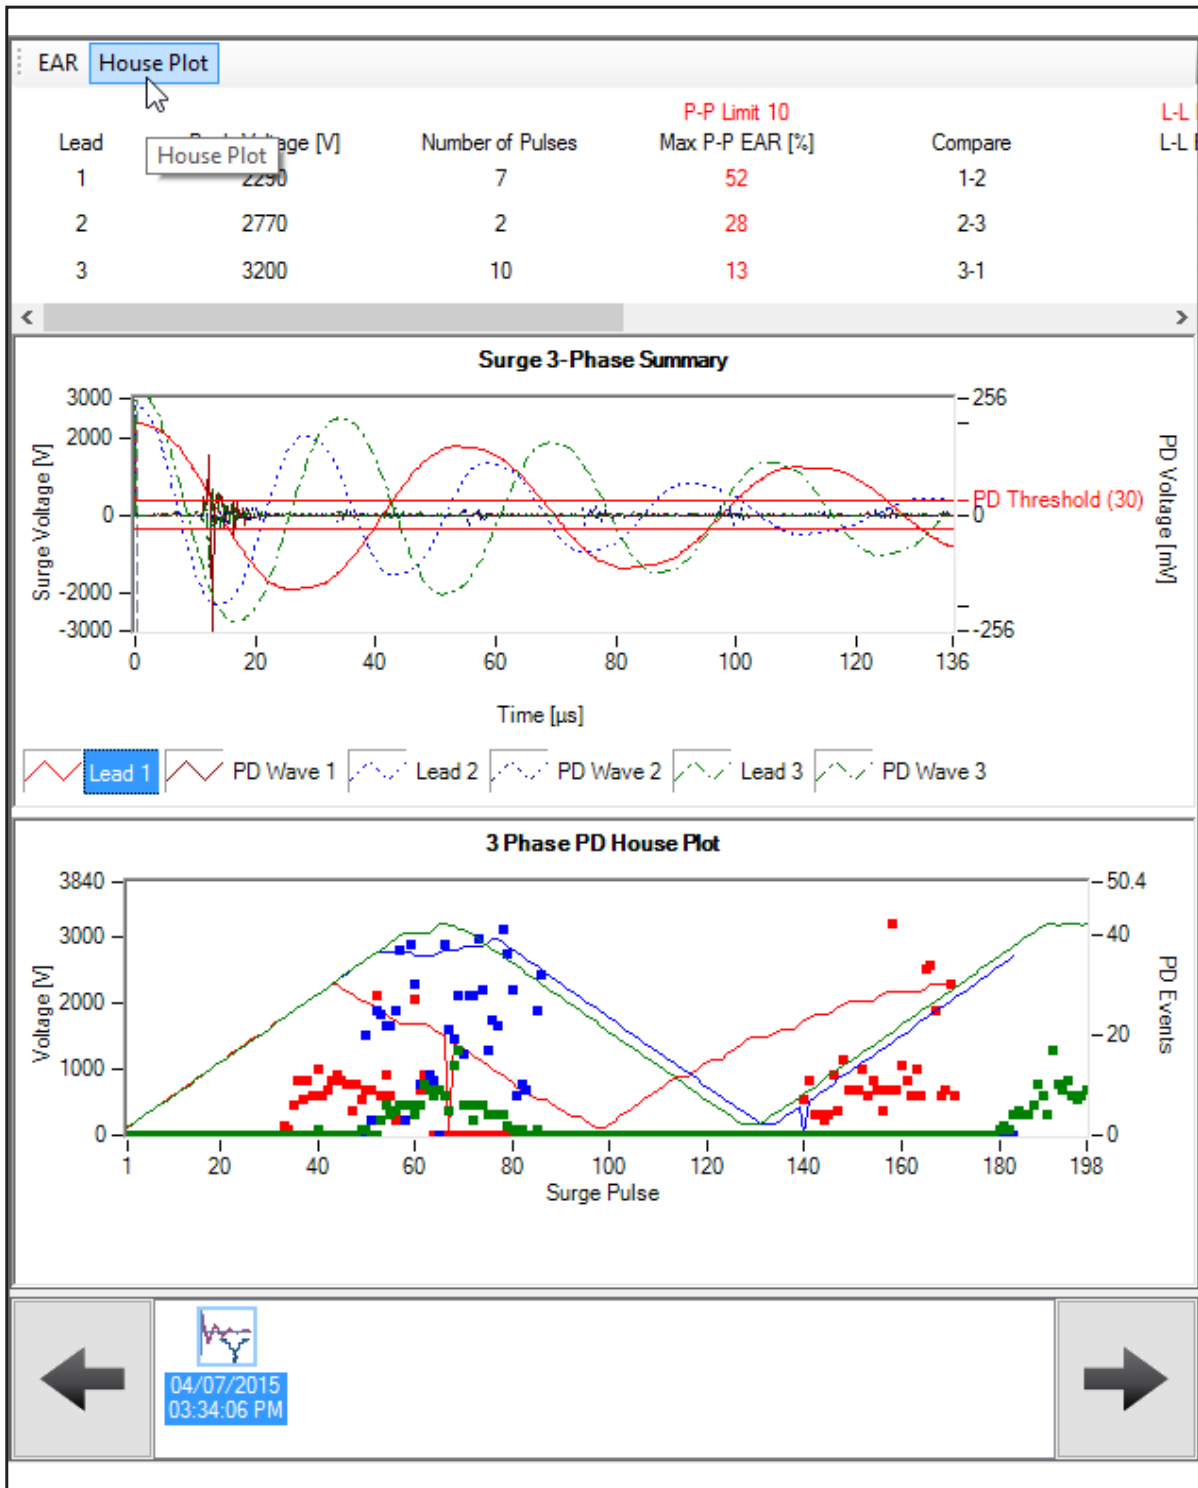 EAR House Plot
P-P Limit 10 L-L
Lead [V] Number of Pulses Max P-P EAR [%] Compare L-L
House Plot
1 2290 7 52 1-2
2 2770 2 28 2-3
3 3200 10 13 3-1
Surge 3-Phase Summary
3000 256
2000
PD Threshold (30)
0 0
-2000
-3000 -256
Surge Voltage [V]
PD Voltage [mV]
0 20 40 60 80 100 120 136
Time [µs]
Lead 1 PD Wave 1 Lead 2 PD Wave 2 Lead 3 PD Wave 3
3 Phase PD House Plot
3840 50.4
3000 40
2000
20
1000
0 0
Voltage [V]
PD Events
1 20 40 60 80 100 120 140 160 180 198
Surge Pulse
04/07/2015
03:34:06 PM